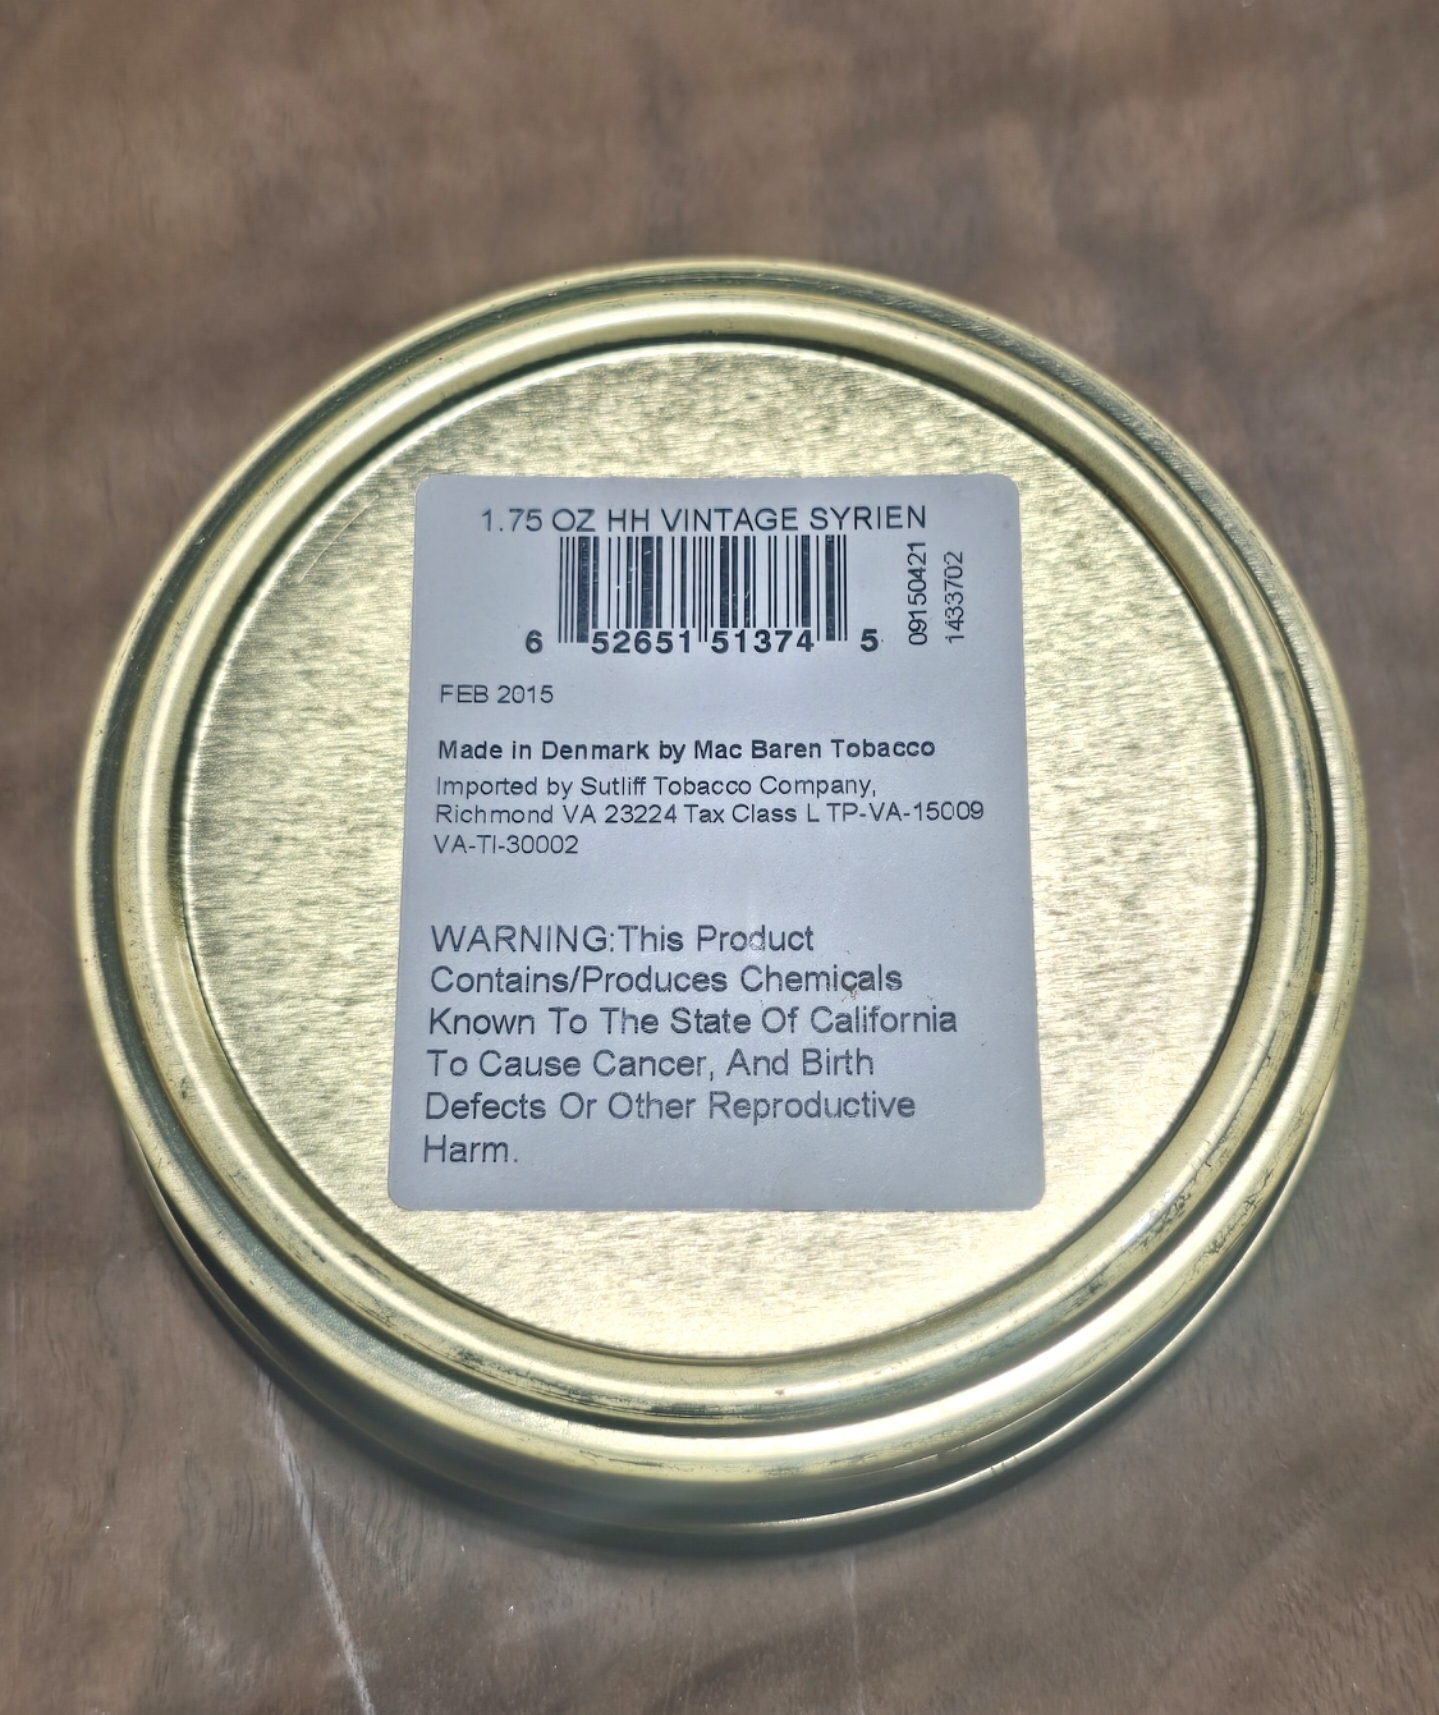 1.75 OZ HH VINTAGE SYRIEN
6 52651 51374 5
09150421
1433702
FEB 2015
Made in Denmark by Mac Baren Tobacco
Imported by Sutliff Tobacco Company,
Richmond VA 23224 Tax Class L TP-VA-15009
VA-TI-30002
WARNING:This Product
Contains/Produces Chemicals
Known To The State Of California
To Cause Cancer, And Birth
Defects Or Other Reproductive
Harm.